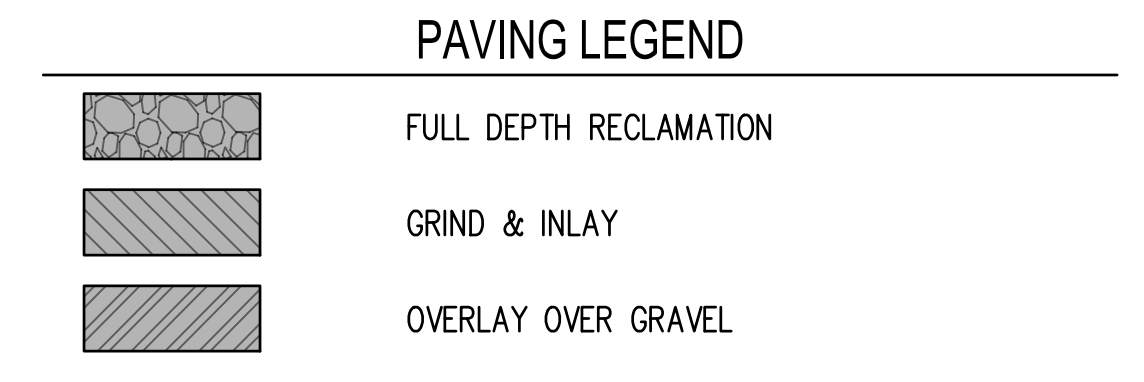 PAVING LEGEND
FULL DEPTH RECLAMATION
GRIND & INLAY
OVERLAY OVER GRAVEL